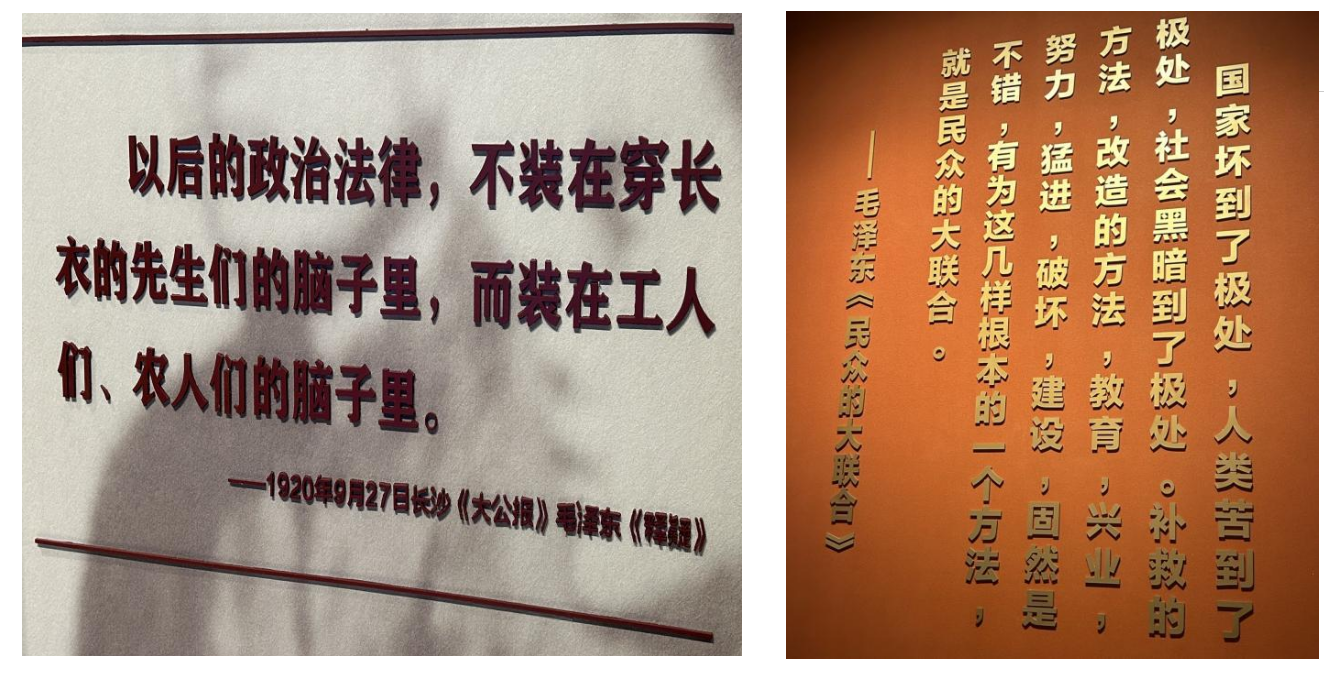 以后的政治法律，不装在穿长
衣的先生们的脑子里，而装在工人
们、农人们的脑子里。
——1920年9月27日长沙《大公报》毛泽东《释疑》
国家坏到了极处，人类苦到了
极处，社会黑暗到了极处。补救的
方法，改造的方法，教育，兴业，
努力，猛进，破坏，建设，固然是
不错，有为这几样根本的一个方法，
就是民众的大联合。
——毛泽东《民众的大联合》